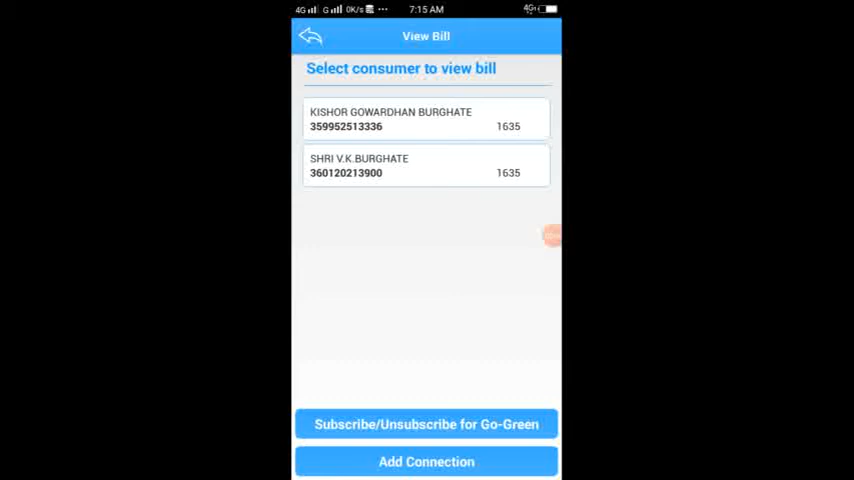 4G G 0K/s 7:15 AM 4G
View Bill
Select consumer to view bill
KISHOR GOWARDHAN BURGHATE
359952513336 1635
SHRI V.K.BURGHATE
360120213900 1635
Subscribe/Unsubscribe for Go-Green
Add Connection